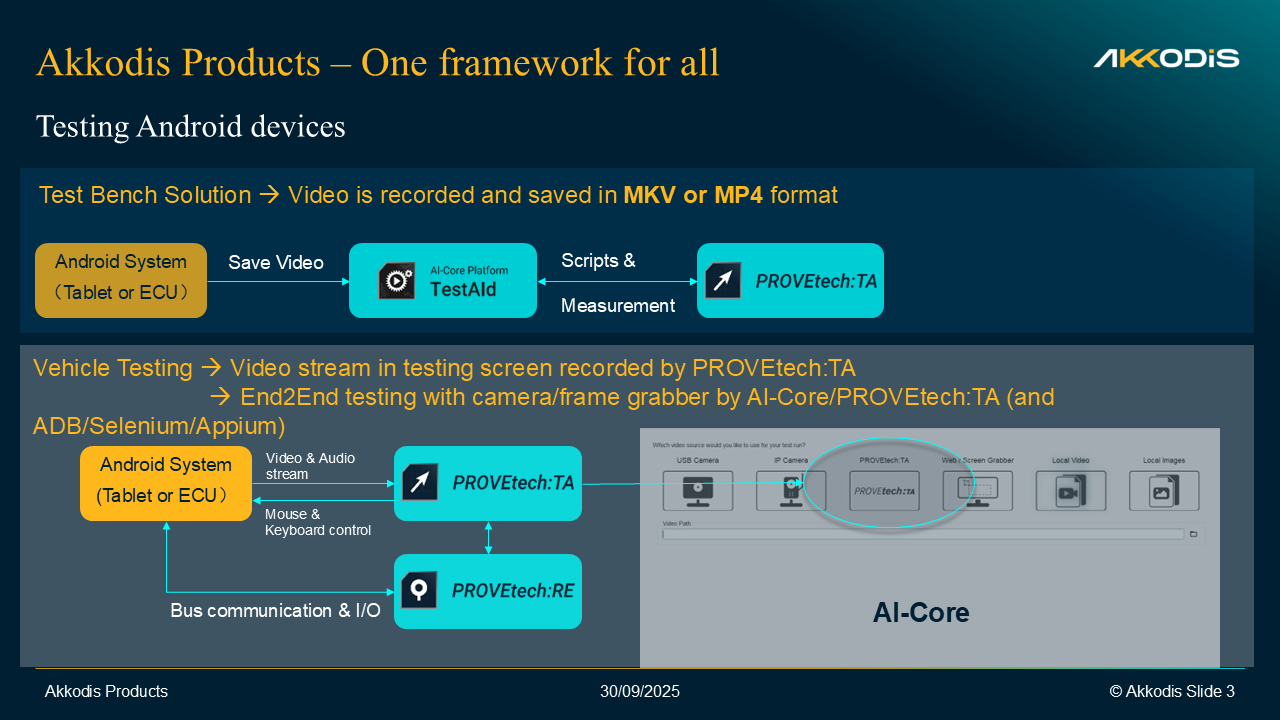 Akkodis Products – One framework for all
AKKODiS
Testing Android devices
Test Bench Solution → Video is recorded and saved in MKV or MP4 format
Android System
（Tablet or ECU）
Save Video
AI-Core Platform
TestAId
Scripts &
Measurement
PROVEtech:TA
Vehicle Testing → Video stream in testing screen recorded by PROVEtech:TA
→ End2End testing with camera/frame grabber by AI-Core/PROVEtech:TA (and
ADB/Selenium/Appium)
Android System
(Tablet or ECU）
Video & Audio
stream
Mouse &
Keyboard control
PROVEtech:TA
PROVEtech:RE
Bus communication & I/O
Which video source would you like to use for your test run?
USB Camera
IP Camera
PROVEtech:TA
Web / Screen Grabber
Local Video
Local Images
PROVEtech:TA
Video Path
AI-Core
Akkodis Products
30/09/2025
© Akkodis Slide 3